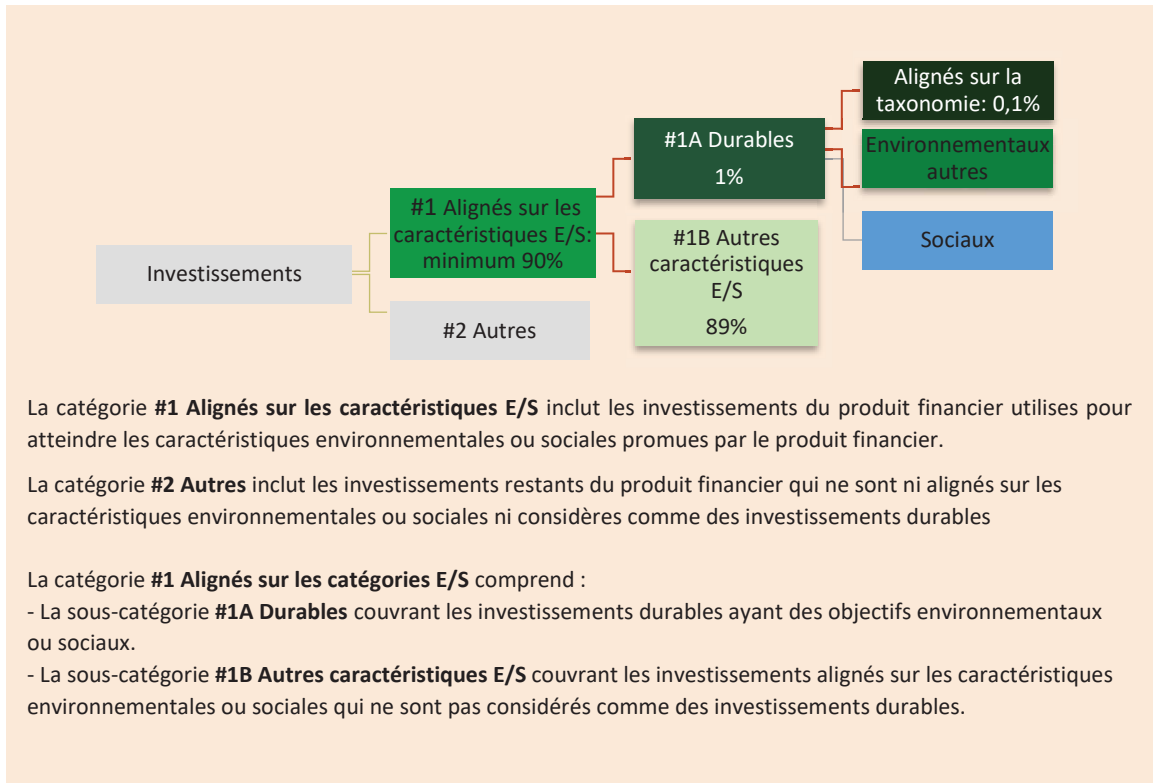 Alignés sur la
taxonomie: 0,1%
#1A Durables
1%
Environnementaux
autres
#1 Alignés sur les
caractéristiques E/S:
minimum 90%
#1B Autres
caractéristiques
E/S
89%
Sociaux
Investissements
#2 Autres
La catégorie #1 Alignés sur les caractéristiques E/S inclut les investissements du produit financier utilises pour
atteindre les caractéristiques environnementales ou sociales promues par le produit financier.
La catégorie #2 Autres inclut les investissements restants du produit financier qui ne sont ni alignés sur les
caractéristiques environnementales ou sociales ni considères comme des investissements durables
La catégorie #1 Alignés sur les catégories E/S comprend :
- La sous-catégorie #1A Durables couvrant les investissements durables ayant des objectifs environnementaux
ou sociaux.
- La sous-catégorie #1B Autres caractéristiques E/S couvrant les investissements alignés sur les caractéristiques
environnementales ou sociales qui ne sont pas considérés comme des investissements durables.